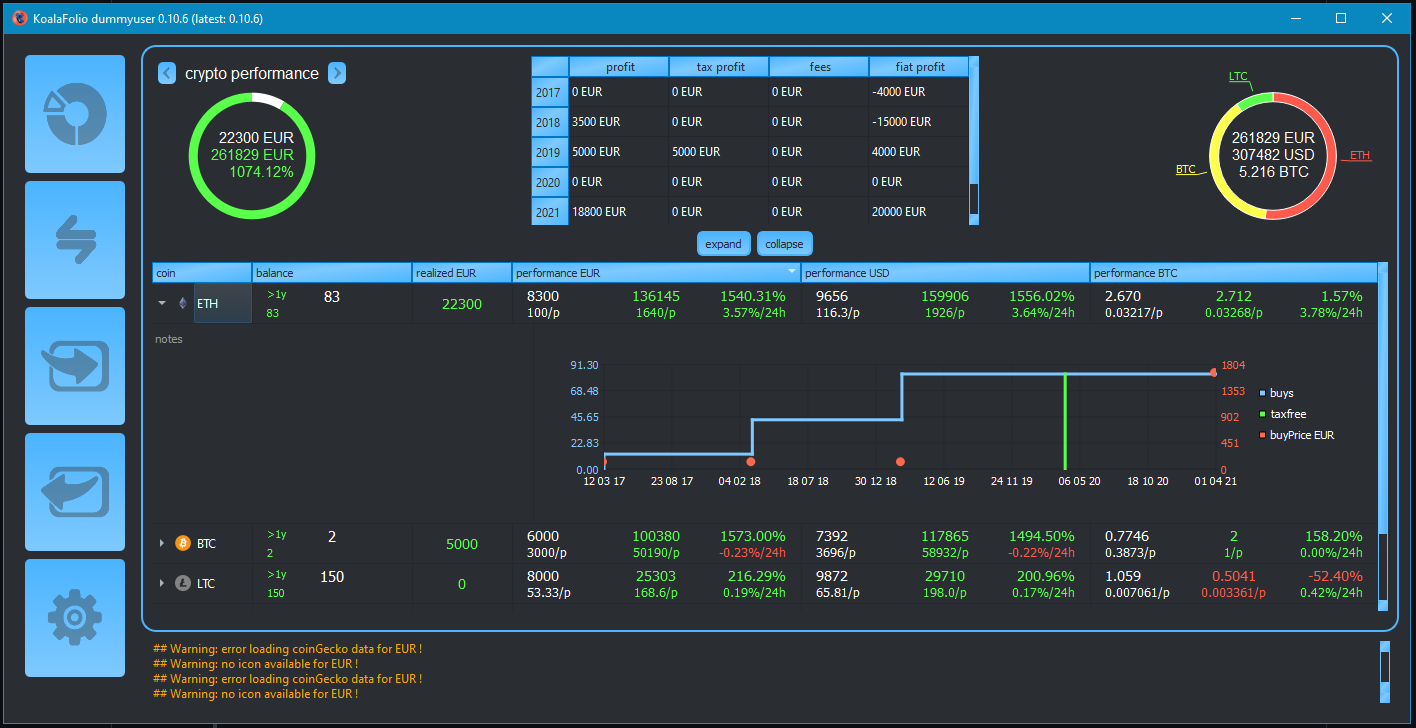 KoalaFolio dummyuser 0.10.6 (latest: 0.10.6)
crypto performance
22300 EUR
261829 EUR
1074.12%
profit tax profit fees fiat profit
2017 0 EUR 0 EUR 0 EUR -4000 EUR
2018 3500 EUR 0 EUR 0 EUR -15000 EUR
2019 5000 EUR 5000 EUR 0 EUR 4000 EUR
2020 0 EUR 0 EUR 0 EUR 0 EUR
2021 18800 EUR 0 EUR 0 EUR 20000 EUR
LTC
BTC
ETH
261829 EUR
307482 USD
5.216 BTC
expand collapse
coin balance realized EUR performance EUR performance USD performance BTC
ETH >1y 83 22300 8300 136145 1540.31% 9656 159906 1556.02% 2.670 2.712 1.57%
83 100/p 1640/p 3.57%/24h 116.3/p 1926/p 3.64%/24h 0.03217/p 0.03268/p 3.78%/24h
notes
91.30 1804
68.48 1353
45.65 902
22.83 451
0.00 0
12 03 17 23 08 17 04 02 18 18 07 18 30 12 18 12 06 19 24 11 19 06 05 20 18 10 20 01 04 21
buys
taxfree
buyPrice EUR
BTC >1y 2 5000 6000 100380 1573.00% 7392 117865 1494.50% 0.7746 2 158.20%
2 3000/p 50190/p -0.23%/24h 3696/p 58932/p -0.22%/24h 0.3873/p 1/p 0.00%/24h
LTC >1y 150 0 8000 25303 216.29% 9872 29710 200.96% 1.059 0.5041 -52.40%
150 53.33/p 168.6/p 0.19%/24h 65.81/p 198.0/p 0.17%/24h 0.007061/p 0.003361/p 0.42%/24h
## Warning: error loading coinGecko data for EUR !
## Warning: no icon available for EUR !
## Warning: error loading coinGecko data for EUR !
## Warning: no icon available for EUR !